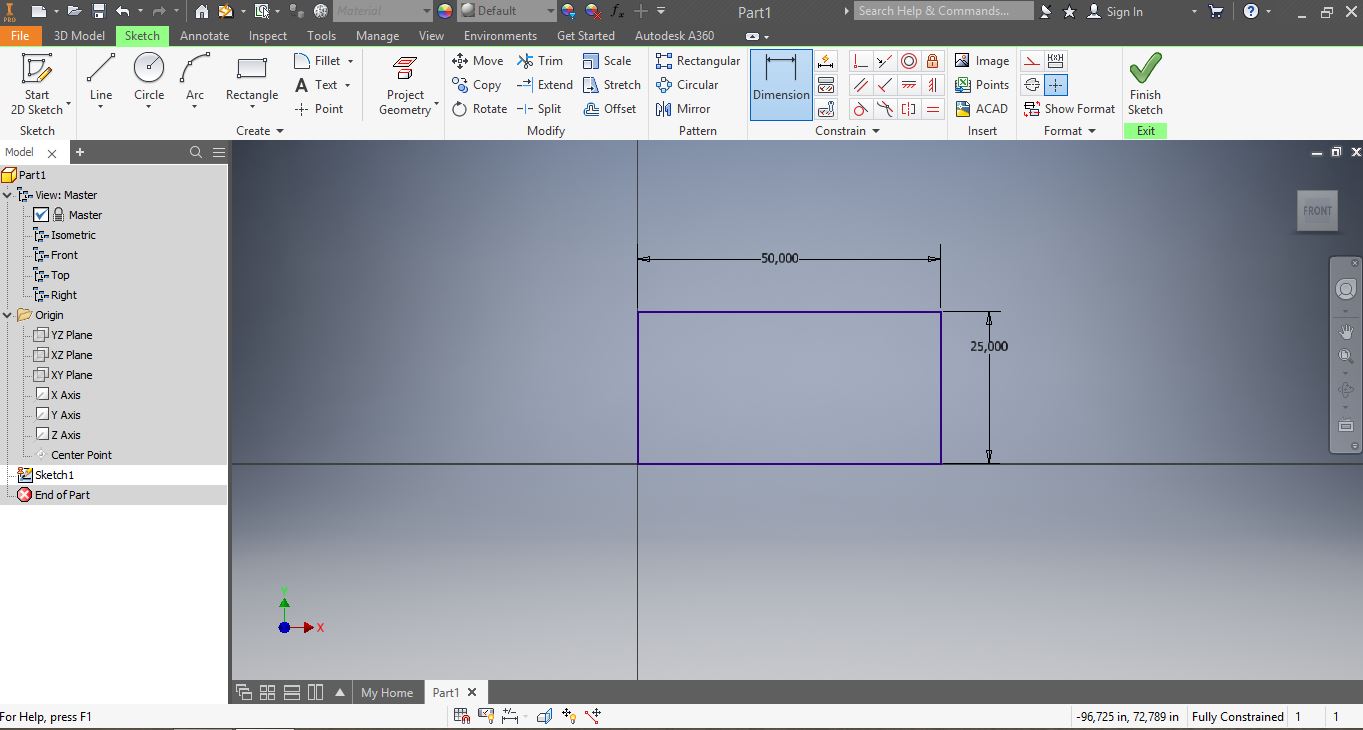 I PRO Material Default fx Part1 Search Help & Commands... Sign In
File 3D Model Sketch Annotate Inspect Tools Manage View Environments Get Started Autodesk A360
Start 2D Sketch
Line
Circle
Arc
Rectangle
Fillet
A Text
Point
Project Geometry
Move Trim Scale
Copy Extend Stretch
Rotate Split Offset
Rectangular
Circular
Mirror
Dimension
Image
Points
ACAD
Show Format
Finish Sketch
Sketch Create Modify Pattern Constrain Insert Format Exit
Model
Part1
View: Master
Master
Isometric
Front
Top
Right
Origin
YZ Plane
XZ Plane
XY Plane
X Axis
Y Axis
Z Axis
Center Point
Sketch1
End of Part
FRONT
50,000
25,000
Y
X
My Home Part1
For Help, press F1
-96,725 in, 72,789 in Fully Constrained 1 1